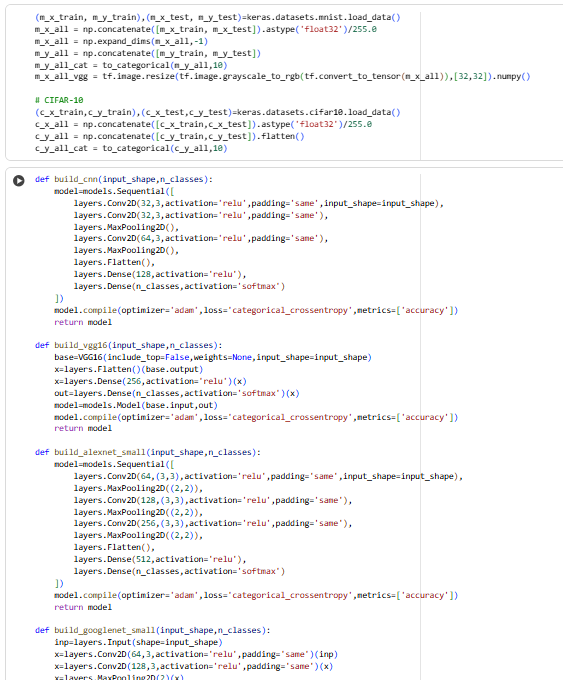 (m_x_train, m_y_train),(m_x_test, m_y_test)=keras.datasets.mnist.load_data()
m_x_all = np.concatenate([m_x_train, m_x_test]).astype('float32')/255.0
m_x_all = np.expand_dims(m_x_all,-1)
m_y_all = np.concatenate([m_y_train, m_y_test])
m_y_all_cat = to_categorical(m_y_all,10)
m_x_all_vgg = tf.image.resize(tf.image.grayscale_to_rgb(tf.convert_to_tensor(m_x_all)),[32,32]).numpy()
# CIFAR-10
(c_x_train,c_y_train),(c_x_test,c_y_test)=keras.datasets.cifar10.load_data()
c_x_all = np.concatenate([c_x_train,c_x_test]).astype('float32')/255.0
c_y_all = np.concatenate([c_y_train,c_y_test]).flatten()
c_y_all_cat = to_categorical(c_y_all,10)
def build_cnn(input_shape,n_classes):
    model=models.Sequential([
        layers.Conv2D(32,3,activation='relu',padding='same',input_shape=input_shape),
        layers.Conv2D(32,3,activation='relu',padding='same'),
        layers.MaxPooling2D(),
        layers.Conv2D(64,3,activation='relu',padding='same'),
        layers.MaxPooling2D(),
        layers.Flatten(),
        layers.Dense(128,activation='relu'),
        layers.Dense(n_classes,activation='softmax')
    ])
    model.compile(optimizer='adam',loss='categorical_crossentropy',metrics=['accuracy'])
    return model
def build_vgg16(input_shape,n_classes):
    base=VGG16(include_top=False,weights=None,input_shape=input_shape)
    x=layers.Flatten()(base.output)
    x=layers.Dense(256,activation='relu')(x)
    out=layers.Dense(n_classes,activation='softmax')(x)
    model=models.Model(base.input,out)
    model.compile(optimizer='adam',loss='categorical_crossentropy',metrics=['accuracy'])
    return model
def build_alexnet_small(input_shape,n_classes):
    model=models.Sequential([
        layers.Conv2D(64,(3,3),activation='relu',padding='same',input_shape=input_shape),
        layers.MaxPooling2D((2,2)),
        layers.Conv2D(128,(3,3),activation='relu',padding='same'),
        layers.MaxPooling2D((2,2)),
        layers.Conv2D(256,(3,3),activation='relu',padding='same'),
        layers.MaxPooling2D((2,2)),
        layers.Flatten(),
        layers.Dense(512,activation='relu'),
        layers.Dense(n_classes,activation='softmax')
    ])
    model.compile(optimizer='adam',loss='categorical_crossentropy',metrics=['accuracy'])
    return model
def build_googlenet_small(input_shape,n_classes):
    inp=layers.Input(shape=input_shape)
    x=layers.Conv2D(64,3,activation='relu',padding='same')(inp)
    x=layers.Conv2D(128,3,activation='relu',padding='same')(x)
    x=layers.MaxPooling2D(2)(x)